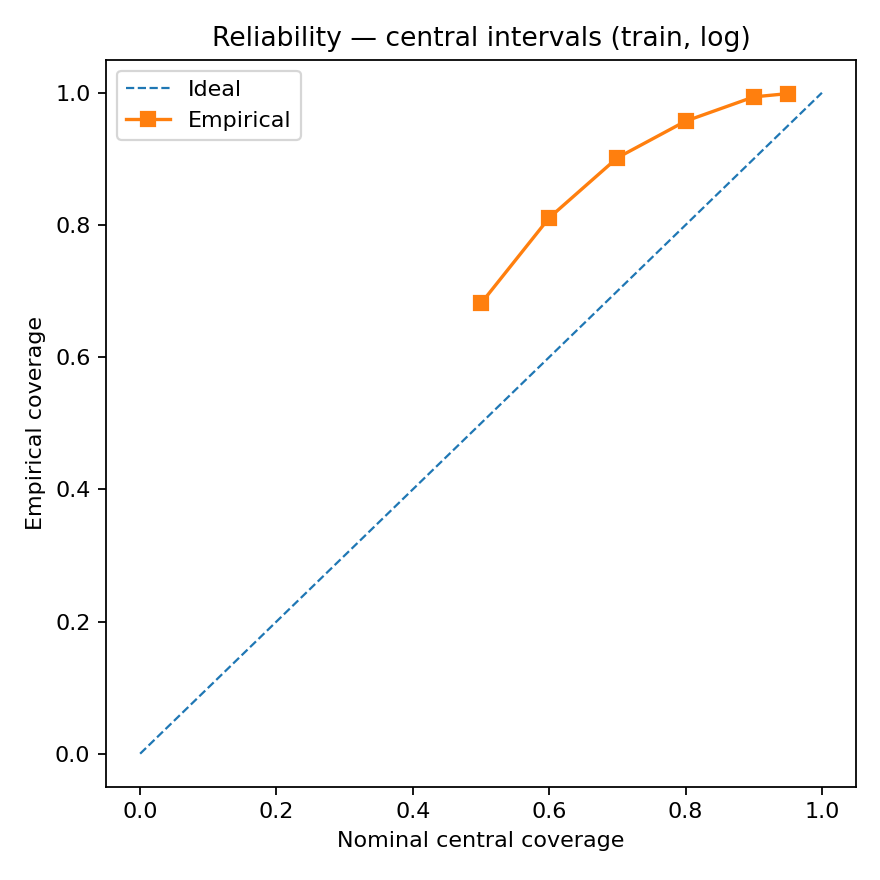 Reliability — central intervals (train, log)
Ideal
Empirical
1.0
0.8
0.6
0.4
0.2
0.0
Empirical coverage
0.0 0.2 0.4 0.6 0.8 1.0
Nominal central coverage